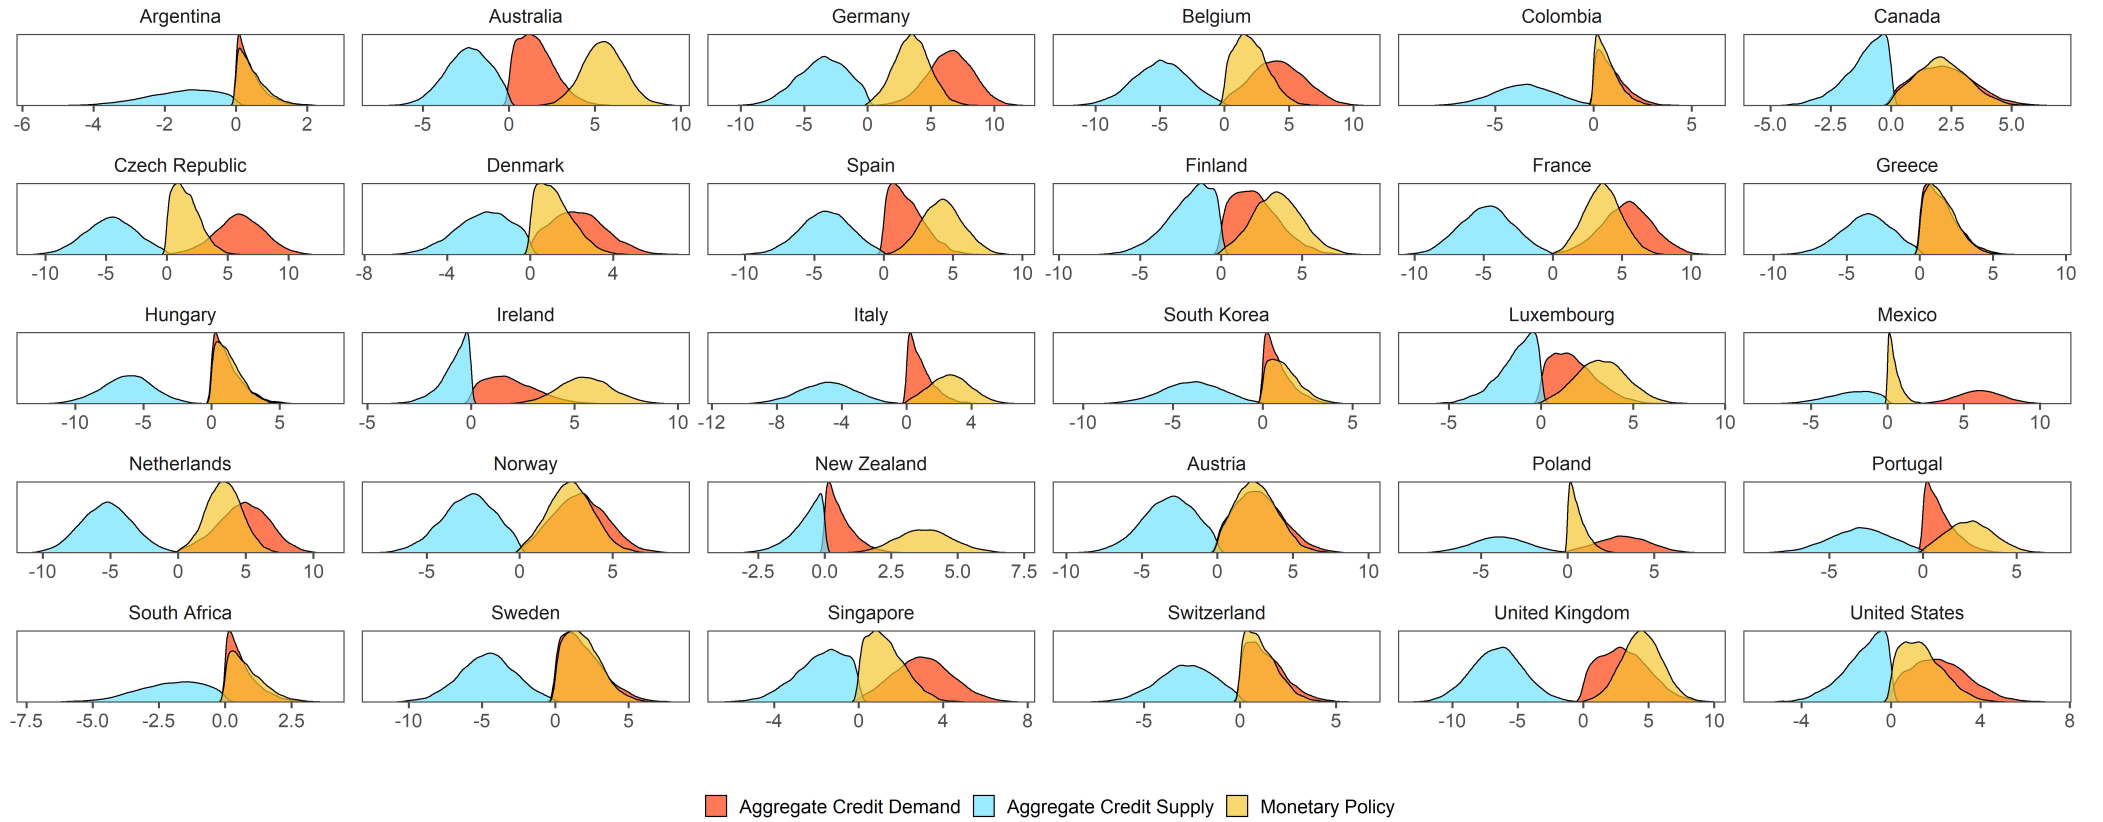 Argentina Australia Germany Belgium Colombia Canada
-6 -4 -2 0 2 -5 0 5 10 -10 -5 0 5 10 -10 -5 0 5 10 -5 0 5 -5.0 -2.5 0.0 2.5 5.0
Czech Republic Denmark Spain Finland France Greece
-10 -5 0 5 10 -8 -4 0 4 -10 -5 0 5 10 -10 -5 0 5 -10 -5 0 5 10 -10 -5 0 5 10
Hungary Ireland Italy South Korea Luxembourg Mexico
-10 -5 0 5 -5 0 5 10 -12 -8 -4 0 4 -10 -5 0 5 -5 0 5 10 -5 0 5 10
Netherlands Norway New Zealand Austria Poland Portugal
-10 -5 0 5 10 -5 0 5 -2.5 0.0 2.5 5.0 7.5 -10 -5 0 5 10 -5 0 5 -5 0 5
South Africa Sweden Singapore Switzerland United Kingdom United States
-7.5 -5.0 -2.5 0.0 2.5 -10 -5 0 5 -4 0 4 8 -5 0 5 -10 -5 0 5 10 -4 0 4 8
Aggregate Credit Demand Aggregate Credit Supply Monetary Policy